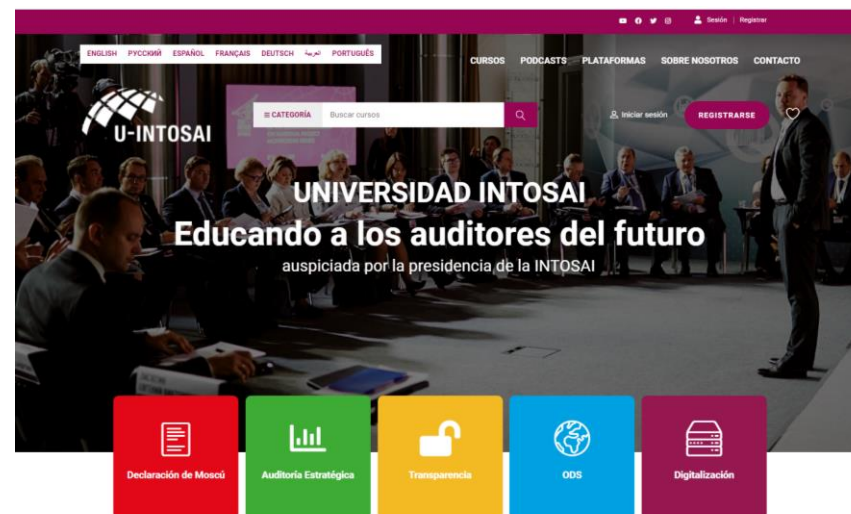 Sesión | Registrar
ENGLISH РУССКИЙ ESPAÑOL FRANÇAIS DEUTSCH العربية PORTUGUÊS
CURSOS PODCASTS PLATAFORMAS SOBRE NOSOTROS CONTACTO
U-INTOSAI
CATEGORÍA Buscar cursos
Iniciar sesión REGISTRARSE
UNIVERSIDAD INTOSAI
Educando a los auditores del futuro
auspiciada por la presidencia de la INTOSAI
Declaración de Moscú
Auditoría Estratégica
Transparencia
ODS
Digitalización